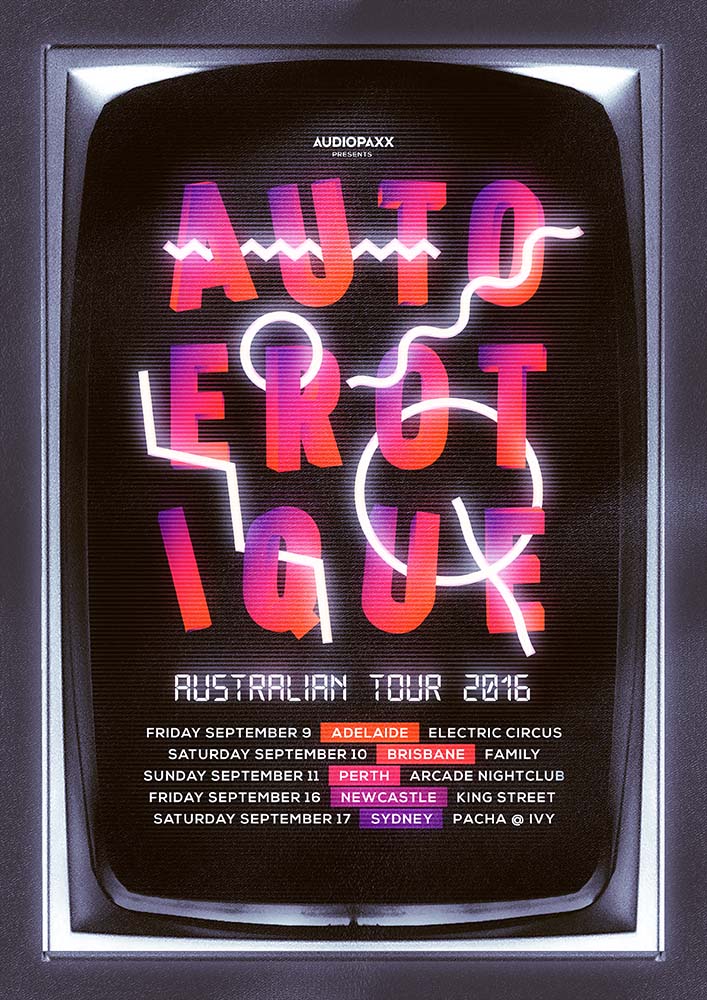 AUDIOPAXX
PRESENTS
AUTO
EROT
IQUE
AUSTRALIAN TOUR 2016
FRIDAY SEPTEMBER 9 ADELAIDE ELECTRIC CIRCUS
SATURDAY SEPTEMBER 10 BRISBANE FAMILY
SUNDAY SEPTEMBER 11 PERTH ARCADE NIGHTCLUB
FRIDAY SEPTEMBER 16 NEWCASTLE KING STREET
SATURDAY SEPTEMBER 17 SYDNEY PACHA @ IVY